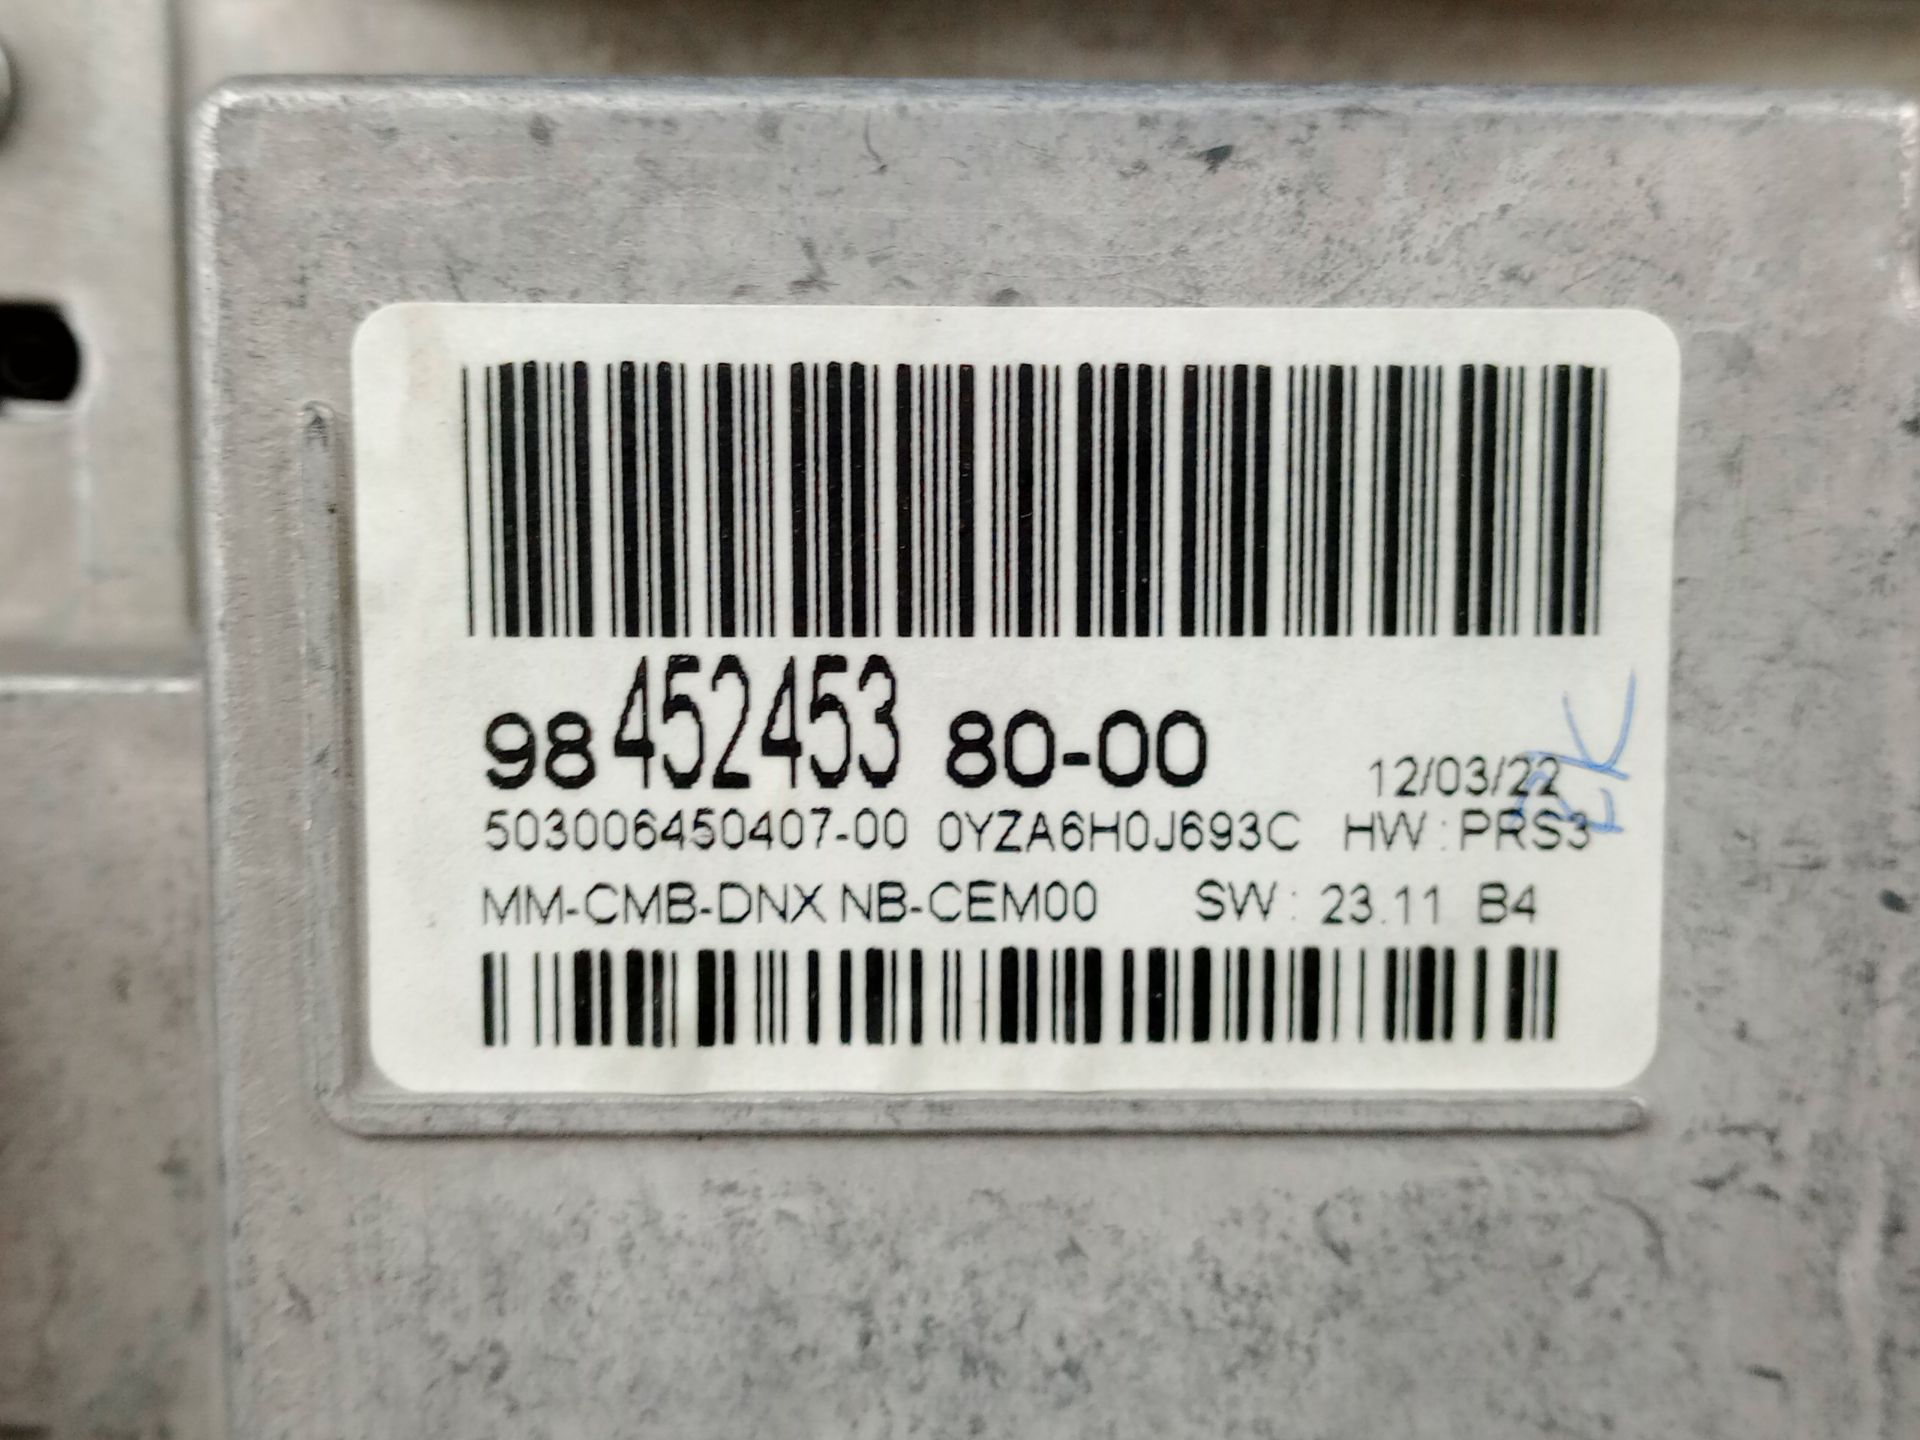 98 452453 80-00
12/03/22
503006450407-00 0YZA6H0J693C HW : PRS3
MM-CMB-DNX NB-CEM00 SW : 23.11 B4